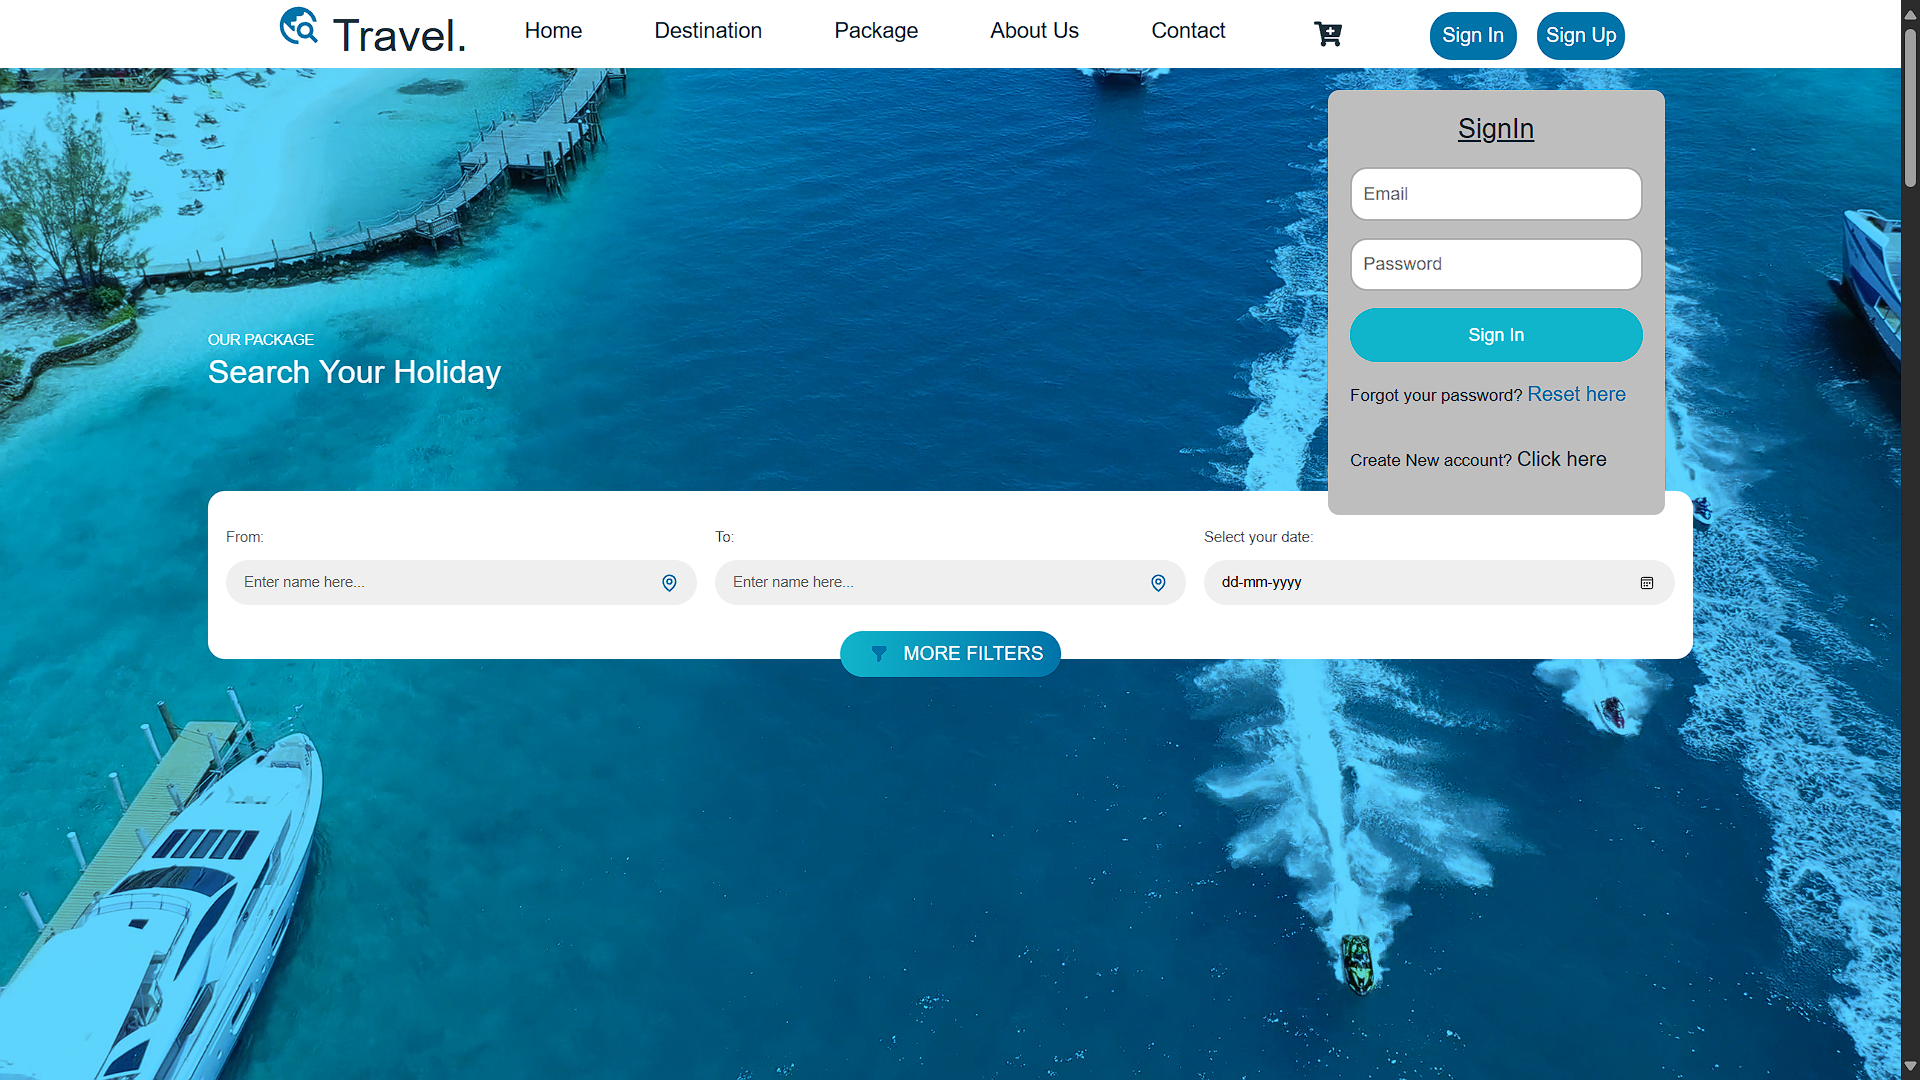 Travel.
Home
Destination
Package
About Us
Contact
Sign In
Sign Up
SignIn
Email
Password
Sign In
Forgot your password? Reset here
Create New account? Click here
OUR PACKAGE
Search Your Holiday
From:
To:
Select your date:
Enter name here...
Enter name here...
dd-mm-yyyy
MORE FILTERS